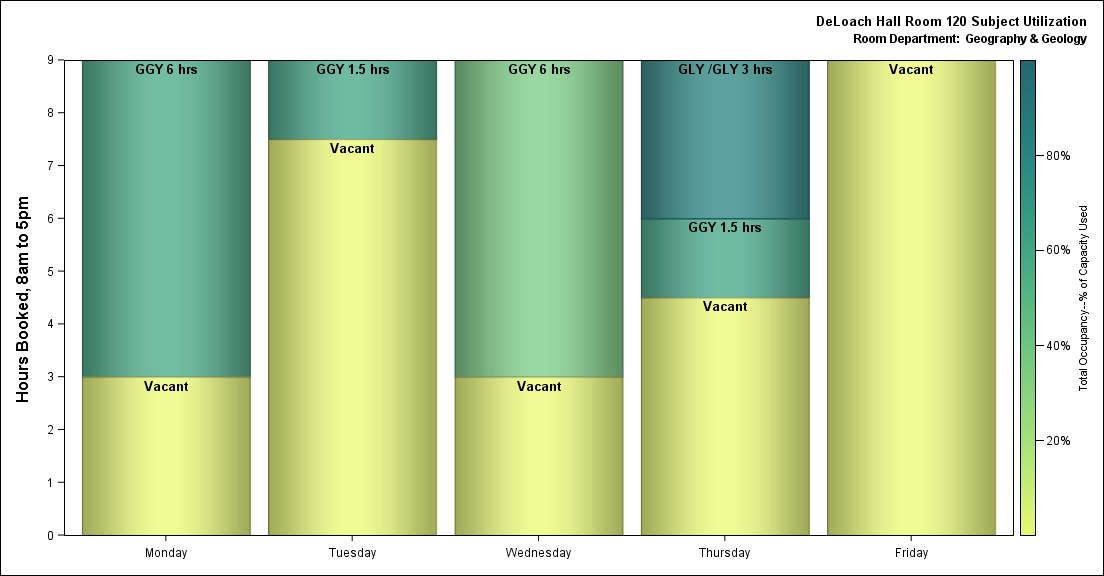 DeLoach Hall Room 120 Subject Utilization
Room Department: Geography & Geology
Hours Booked, 8am to 5pm
9
8
7
6
5
4
3
2
1
0
GGY 6 hrs
Vacant
GGY 1.5 hrs
Vacant
GGY 6 hrs
Vacant
GLY /GLY 3 hrs
GGY 1.5 hrs
Vacant
Vacant
Monday
Tuesday
Wednesday
Thursday
Friday
80%
60%
40%
20%
Total Occupancy--% of Capacity Used